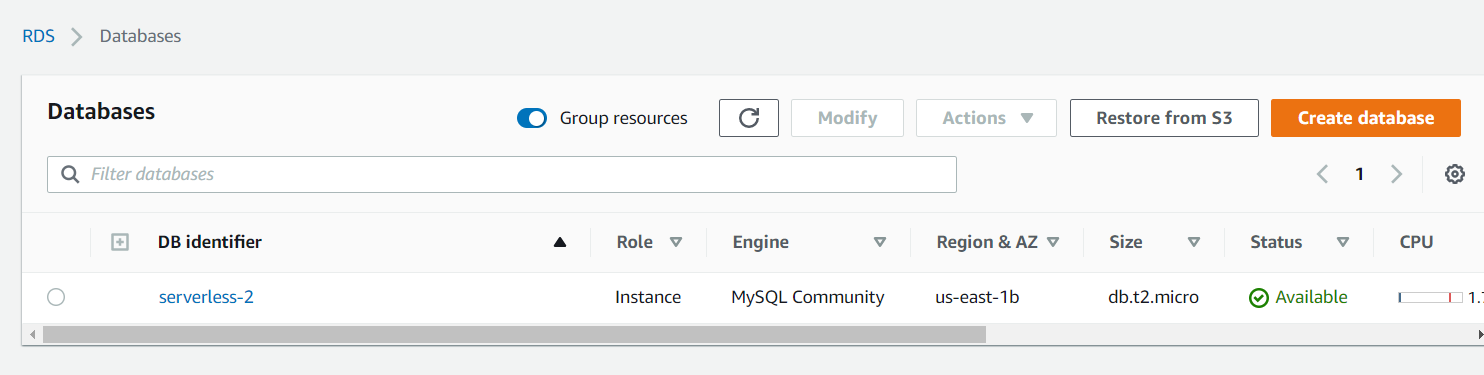 RDS Databases
Databases Group resources Modify Actions Restore from S3 Create database
Filter databases 1
DB identifier Role Engine Region & AZ Size Status CPU
serverless-2 Instance MySQL Community us-east-1b db.t2.micro Available